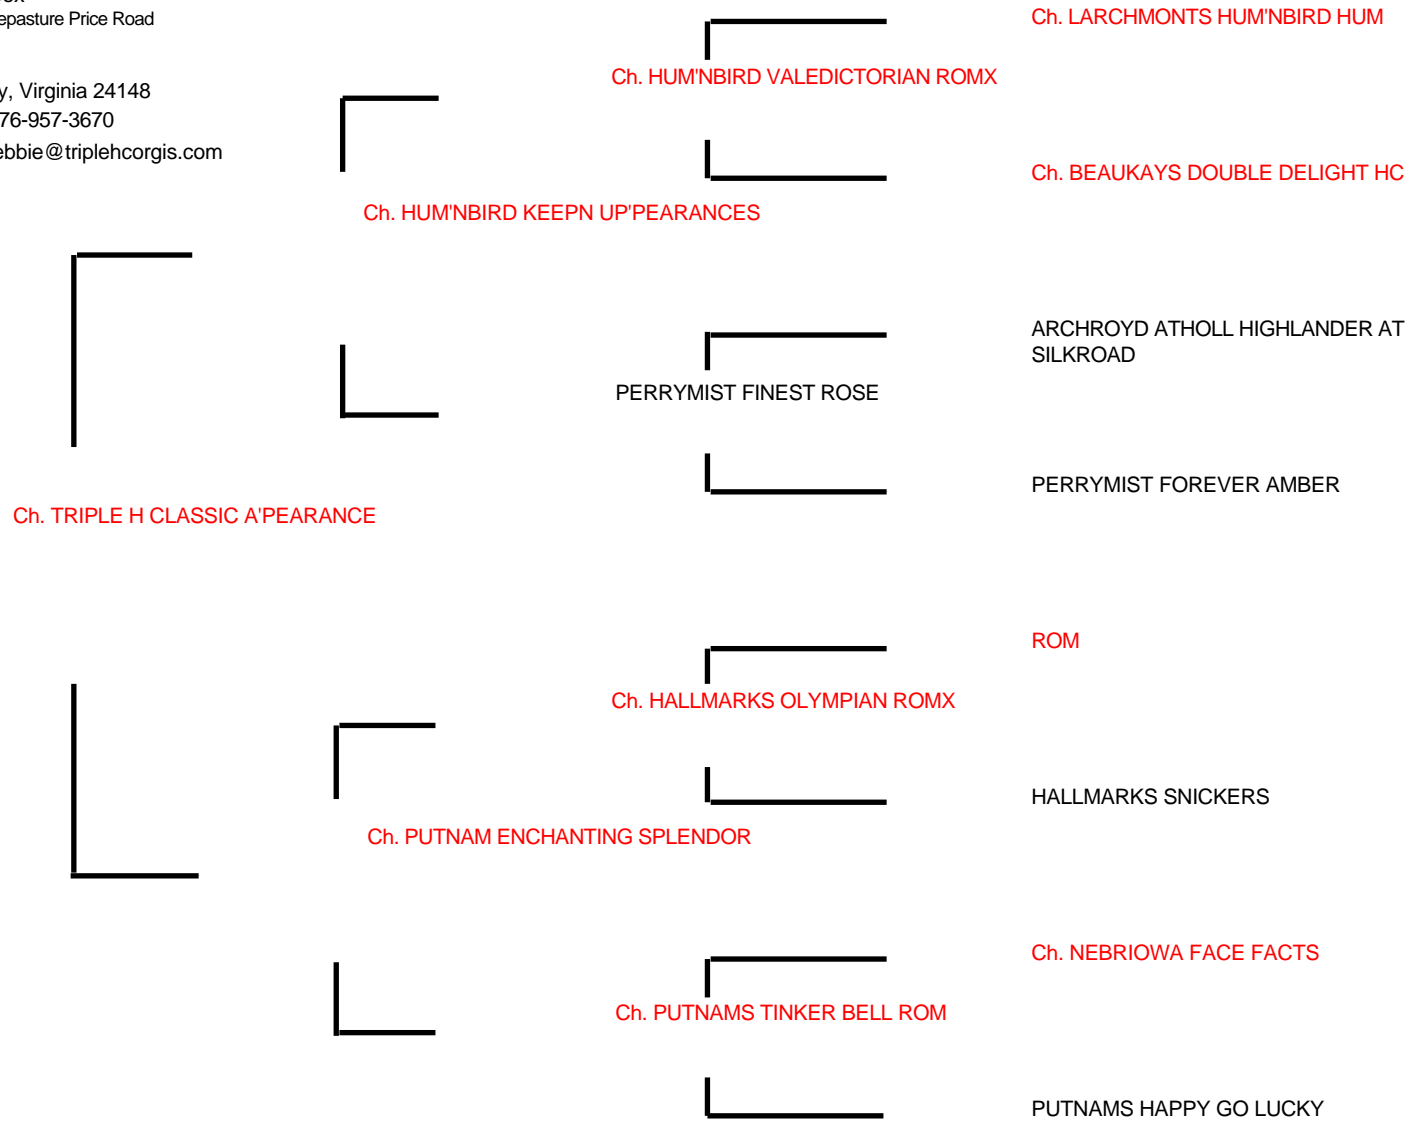 epasture Price Road
y, Virginia 24148
76-957-3670
ebbie@triplehcorgis.com
Ch. LARCHMONTS HUM'NBIRD HUM
Ch. HUM'NBIRD VALEDICTORIAN ROMX
Ch. BEAUKAYS DOUBLE DELIGHT HC
Ch. HUM'NBIRD KEEPN UP'PEARANCES
ARCHROYD ATHOLL HIGHLANDER AT
SILKROAD
PERRYMIST FINEST ROSE
PERRYMIST FOREVER AMBER
Ch. TRIPLE H CLASSIC A'PEARANCE
ROM
Ch. HALLMARKS OLYMPIAN ROMX
HALLMARKS SNICKERS
Ch. PUTNAM ENCHANTING SPLENDOR
Ch. NEBRIOWA FACE FACTS
Ch. PUTNAMS TINKER BELL ROM
PUTNAMS HAPPY GO LUCKY